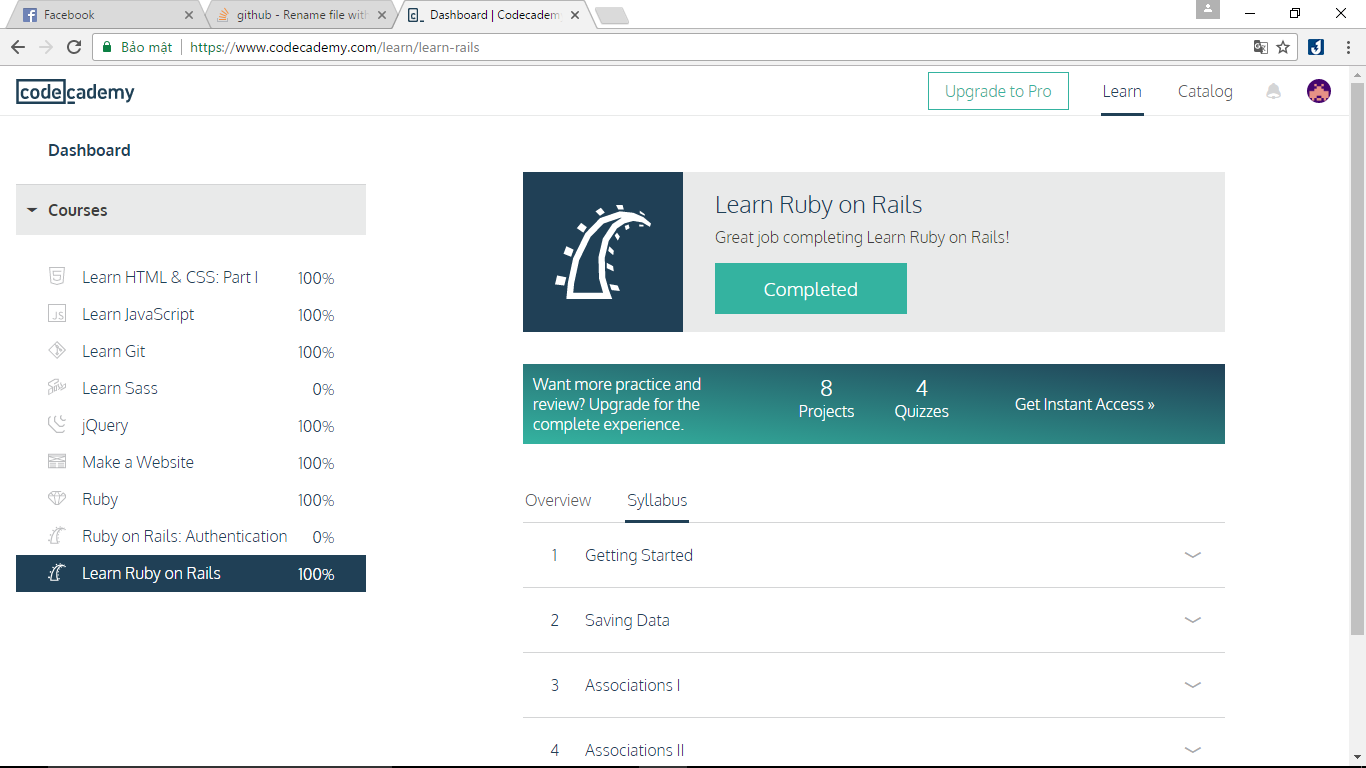 Facebook
github - Rename file with
Dashboard | Codecadem
Bảo mật
https://www.codecademy.com/learn/learn-rails
codecademy
Upgrade to Pro
Learn
Catalog
Dashboard
Courses
Learn HTML & CSS: Part I 100%
JS Learn JavaScript 100%
Learn Git 100%
Learn Sass 0%
jQuery 100%
Make a Website 100%
Ruby 100%
Ruby on Rails: Authentication 0%
Learn Ruby on Rails 100%
Learn Ruby on Rails
Great job completing Learn Ruby on Rails!
Completed
Want more practice and
review? Upgrade for the
complete experience.
8
Projects
4
Quizzes
Get Instant Access »
Overview
Syllabus
1 Getting Started
2 Saving Data
3 Associations I
4 Associations II